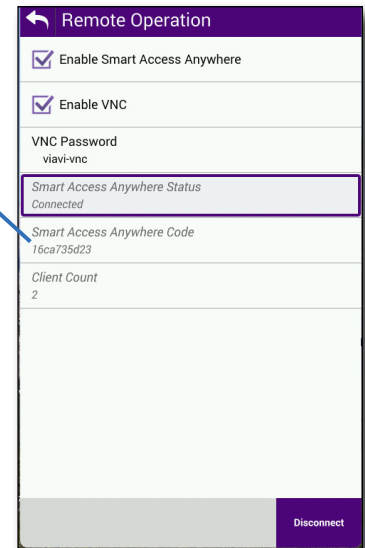 Remote Operation
Enable Smart Access Anywhere
Enable VNC
VNC Password
viavi-vnc
Smart Access Anywhere Status
Connected
Smart Access Anywhere Code
16ca735d23
Client Count
2
Disconnect